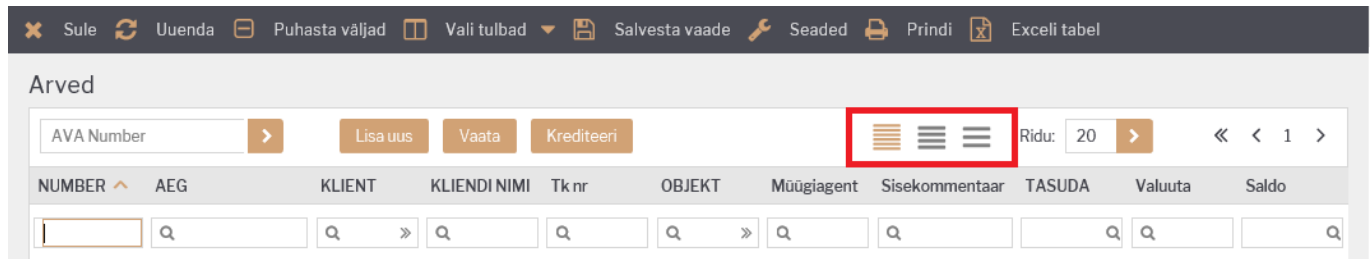 Sule Uuenda Puhasta väljad Vali tulbad Salvesta vaade Seaded Prindi Exceli tabel
Arved
AVA Number Lisa uus Vaata Krediteeri Ridu: 20 1
NUMBER AEG KLIENT KLIENDI NIMI Tk nr OBJEKT Müügiagent Sisekommentaar TASUDA Valuuta Saldo